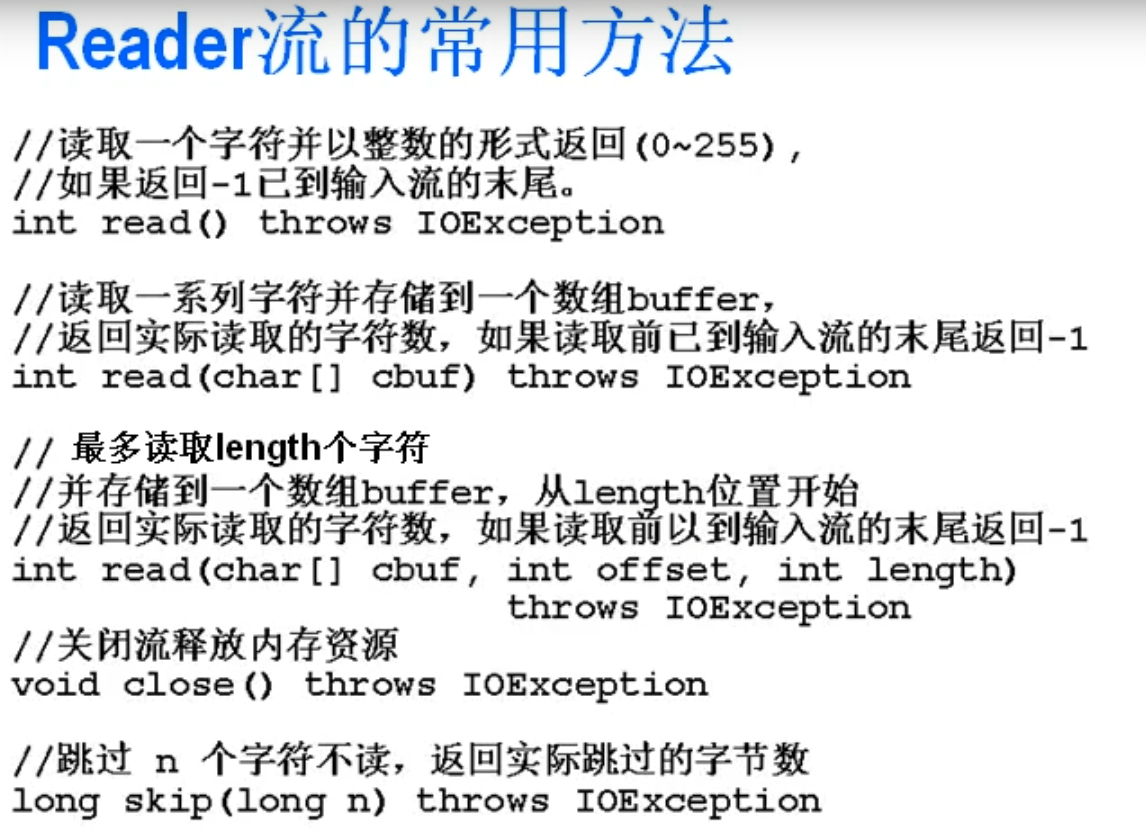 Reader流的常用方法
//读取一个字符并以整数的形式返回(0~255),
//如果返回-1已到输入流的末尾。
int read() throws IOException
//读取一系列字符并存储到一个数组buffer，
//返回实际读取的字符数，如果读取前已到输入流的末尾返回-1
int read(char[] cbuf) throws IOException
// 最多读取length个字符
//并存储到一个数组buffer，从length位置开始
//返回实际读取的字符数，如果读取前以到输入流的末尾返回-1
int read(char[] cbuf, int offset, int length)
throws IOException
//关闭流释放内存资源
void close() throws IOException
//跳过 n 个字符不读，返回实际跳过的字节数
long skip(long n) throws IOException